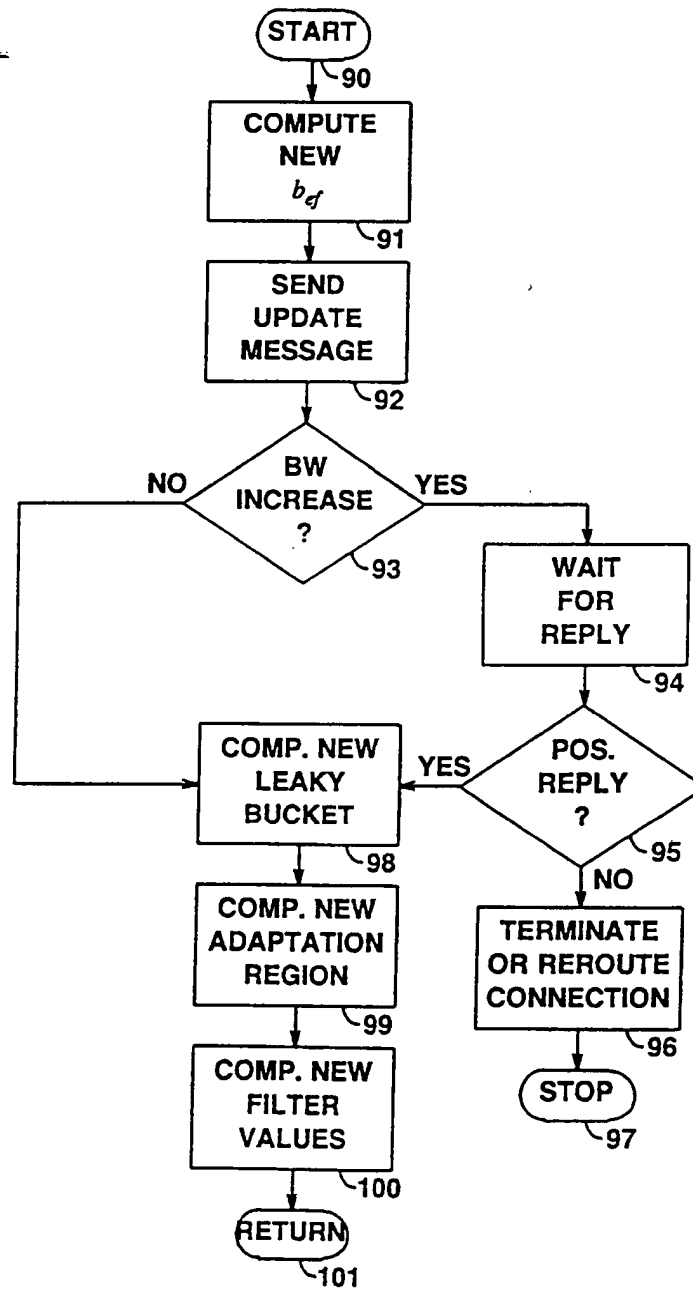 START
90
COMPUTE
NEW
b_ef
91
SEND
UPDATE
MESSAGE
92
BW
INCREASE
?
NO
YES
93
WAIT
FOR
REPLY
94
POS.
REPLY
?
YES
95
NO
COMP. NEW
LEAKY
BUCKET
98
COMP. NEW
ADAPTATION
REGION
99
TERMINATE
OR REROUTE
CONNECTION
96
STOP
97
COMP. NEW
FILTER
VALUES
100
RETURN
101